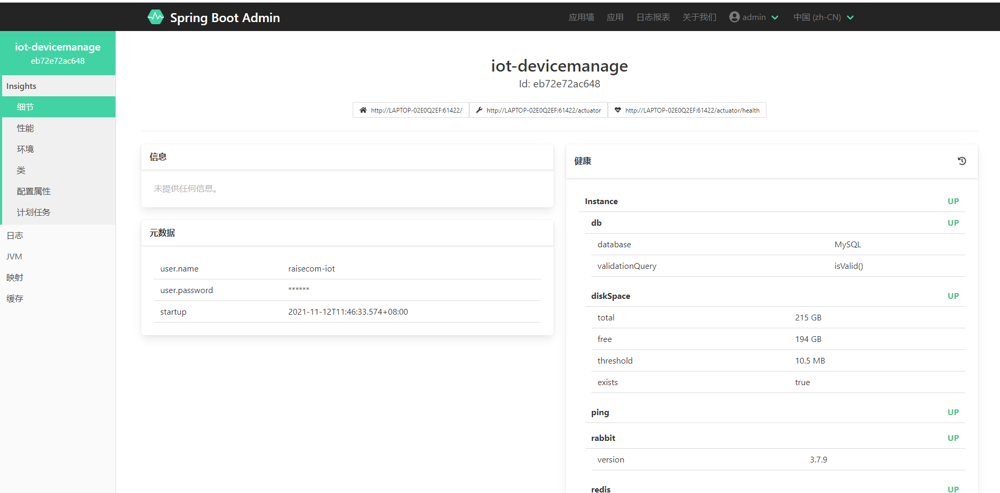 Spring Boot Admin
应用墙 应用 日志报表 关于我们 admin 中国 (zh-CN)
iot-devicemanage
eb72e72ac648
Insights
细节
性能
环境
类
配置属性
计划任务
日志
JVM
映射
缓存
iot-devicemanage
Id: eb72e72ac648
http://LAPTOP-02E0Q2EF:61422/ http://LAPTOP-02E0Q2EF:61422/actuator http://LAPTOP-02E0Q2EF:61422/actuator/health
信息
未提供任何信息。
元数据
user.name raisecom-iot
user.password ******
startup 2021-11-12T11:46:33.574+08:00
健康
Instance UP
db UP
database MySQL
validationQuery isValid()
diskSpace UP
total 215 GB
free 194 GB
threshold 10.5 MB
exists true
ping UP
rabbit UP
version 3.7.9
redis UP